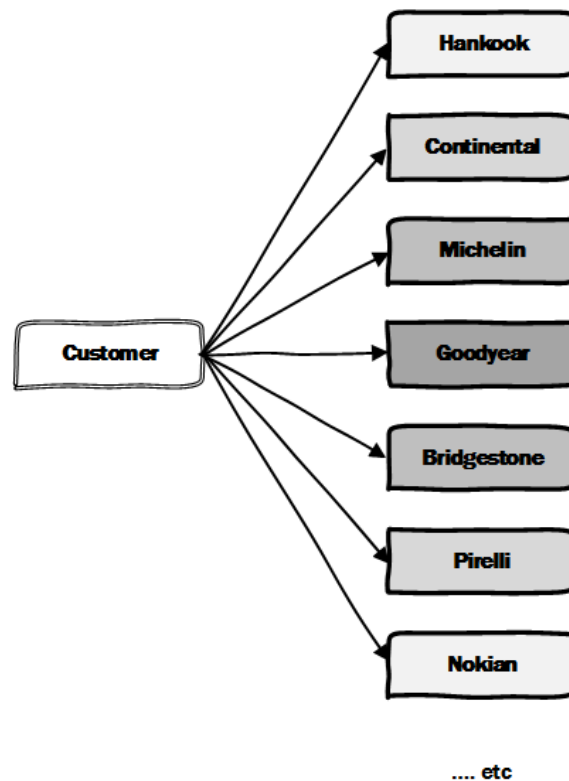 Hankook
Continental
Michelin
Customer
Goodyear
Bridgestone
Pirelli
Nokian
.... etc